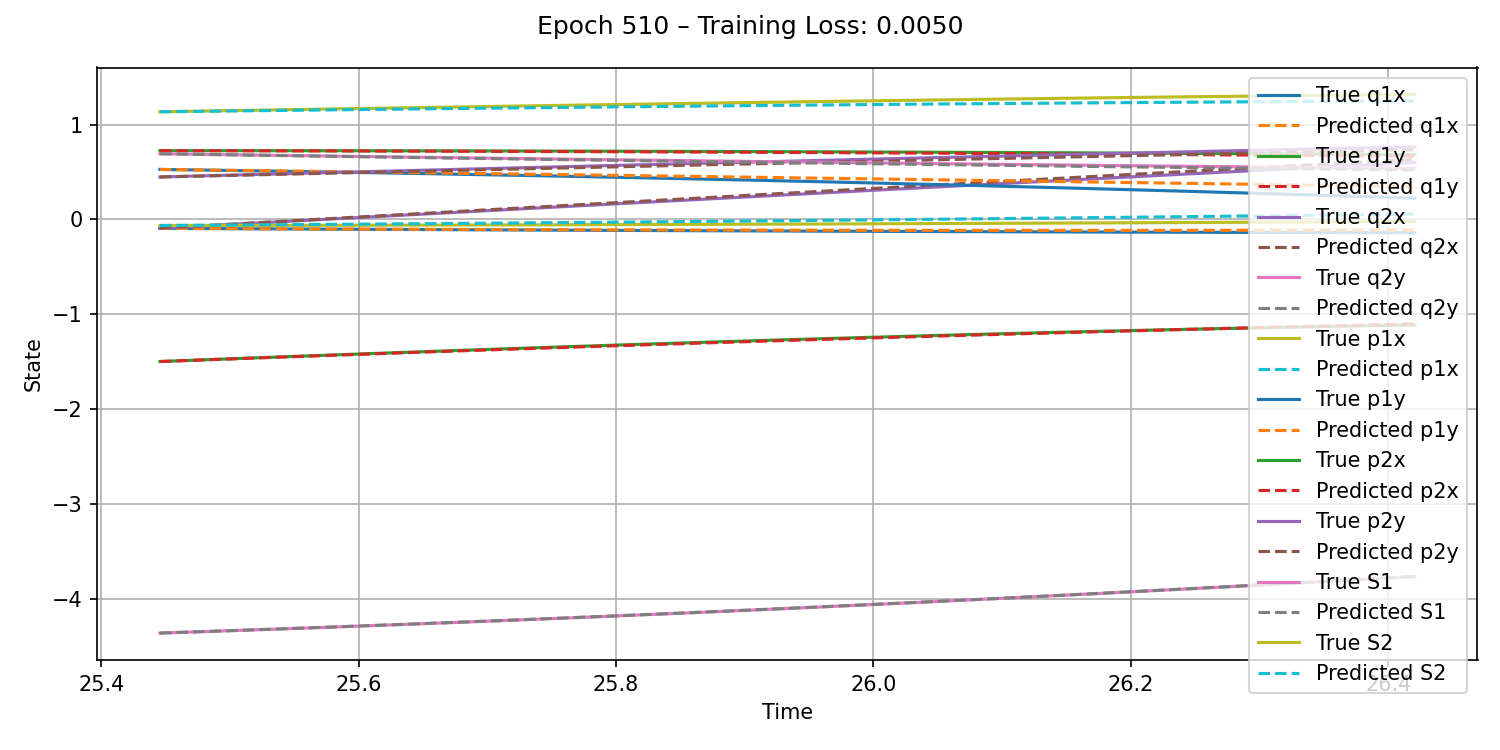 Epoch 510 – Training Loss: 0.0050
State
1
0
−1
−2
−3
−4
25.4
25.6
25.8
26.0
26.2
26.4
Time
True q1x
Predicted q1x
True q1y
Predicted q1y
True q2x
Predicted q2x
True q2y
Predicted q2y
True p1x
Predicted p1x
True p1y
Predicted p1y
True p2x
Predicted p2x
True p2y
Predicted p2y
True S1
Predicted S1
True S2
Predicted S2